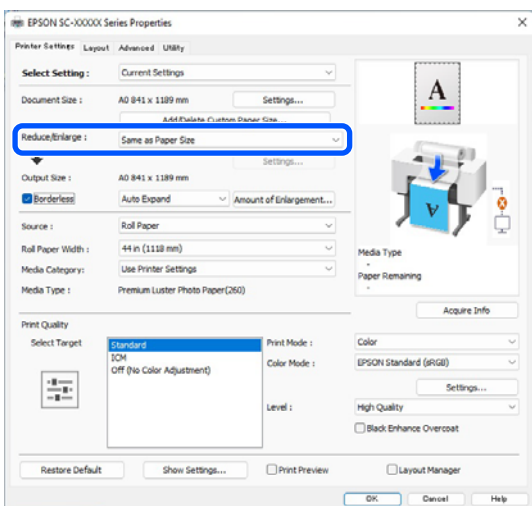 EPSON SC-XXXXX Series Properties
Printer Settings Layout Advanced Utility
Select Setting : Current Settings
Document Size : A0 841 x 1189 mm Settings...
Add/Delete Custom Paper Size...
Reduce/Enlarge : Same as Paper Size
Settings...
Output Size : A0 841 x 1189 mm
Borderless Auto Expand Amount of Enlargement...
Source : Roll Paper
Roll Paper Width : 44 in (1118 mm)
Media Category: Use Printer Settings
Media Type : Premium Luster Photo Paper(260)
A
A
Media Type
-
Paper Remaining
-
Acquire Info
Print Quality
Select Target
Standard
ICM
Off (No Color Adjustment)
Print Mode : Color
Color Mode : EPSON Standard (sRGB)
Settings...
Level : High Quality
Black Enhance Overcoat
Restore Default Show Settings... Print Preview Layout Manager
OK Cancel Help